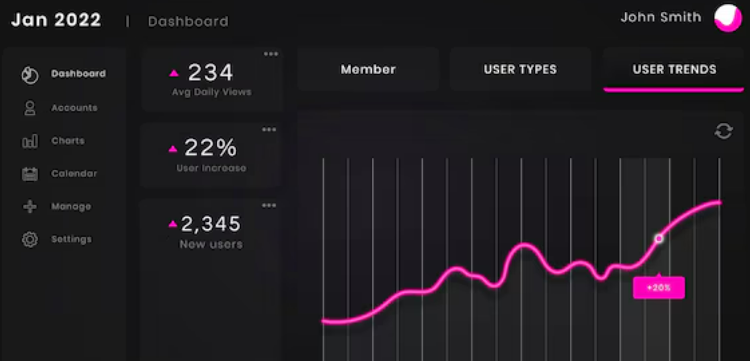 Jan 2022 | Dashboard
John Smith
Dashboard
Accounts
Charts
Calendar
Manage
Settings
234
Avg Daily Views
22%
User Increase
2,345
New users
Member
USER TYPES
USER TRENDS
+20%